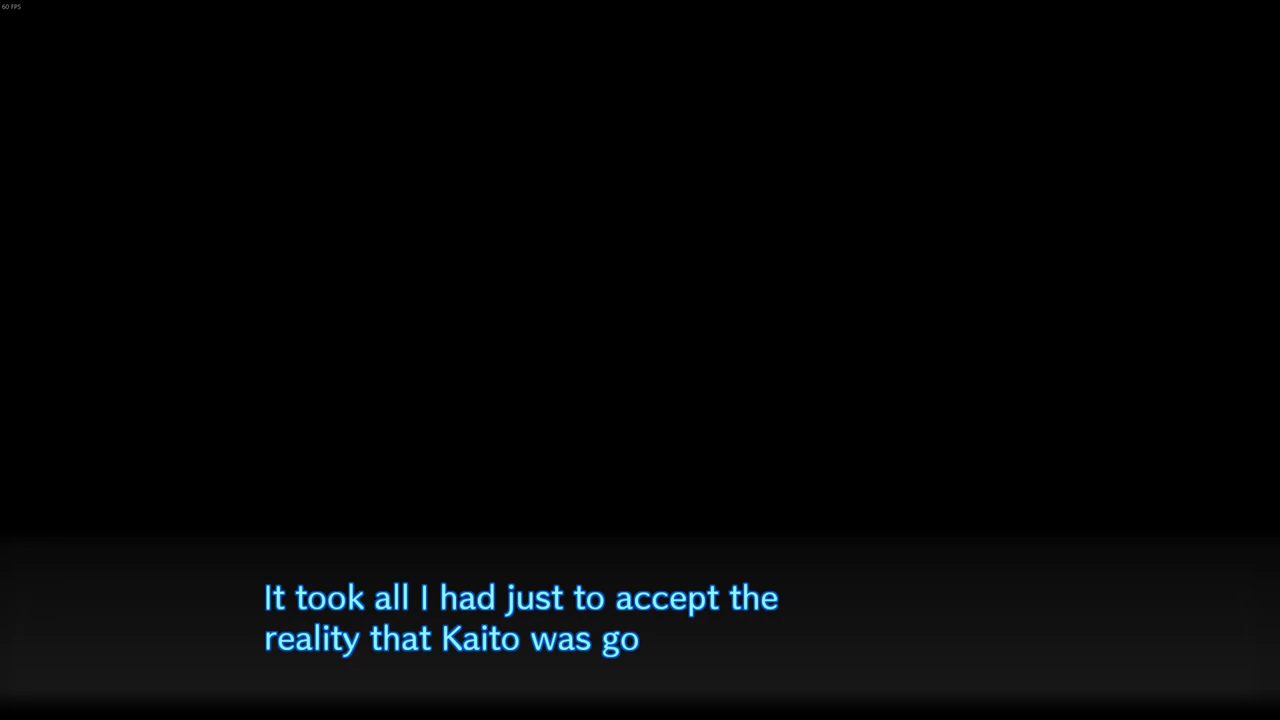 60 FPS
It took all I had just to accept the
reality that Kaito was go